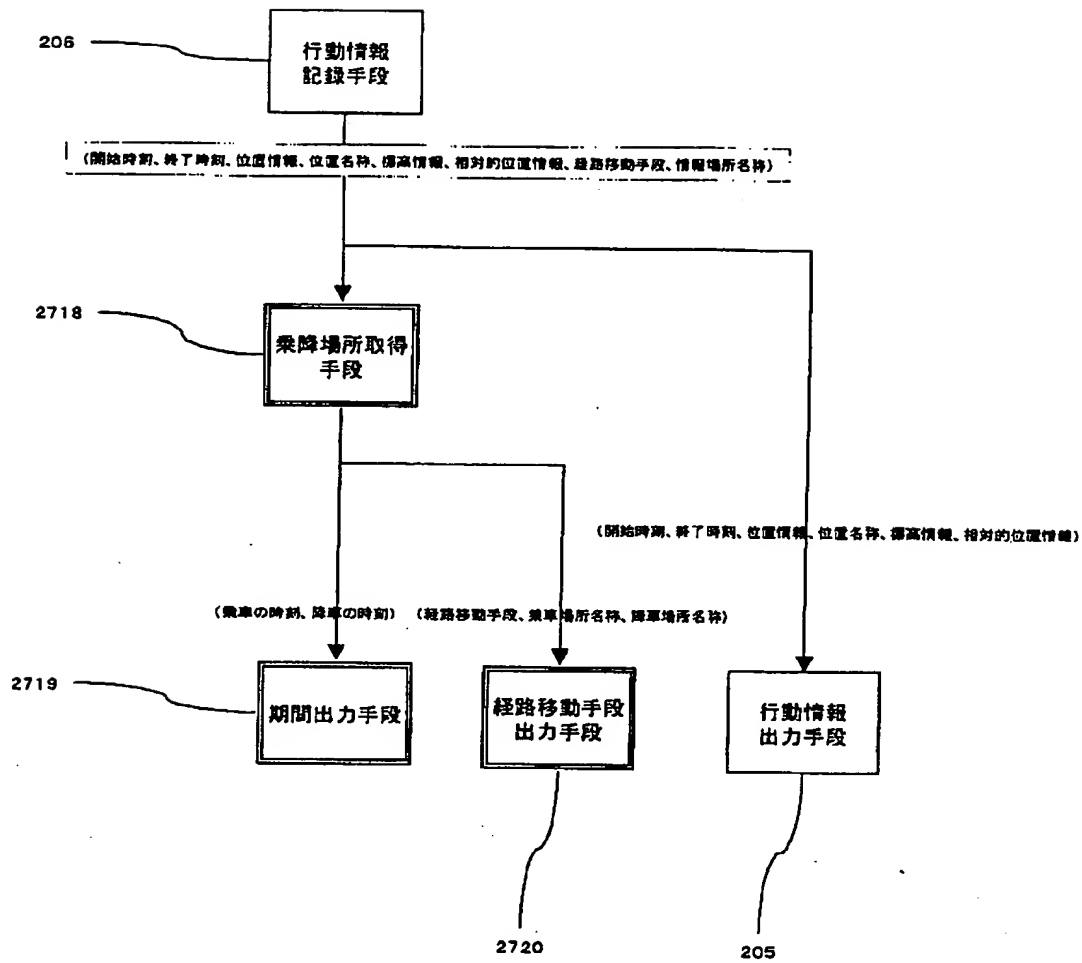 206
行動情報
記録手段
(開始時刻、終了時刻、位置情報、位置名称、標高情報、相対的位置情報、経路移動手段、情報場所名称)
2718
乗降場所取得
手段
(開始時刻、終了時刻、位置情報、位置名称、標高情報、相対的位置情報)
(乗車の時刻、降車の時刻)
(経路移動手段、乗車場所名称、降車場所名称)
2719
期間出力手段
経路移動手段
出力手段
行動情報
出力手段
2720
205